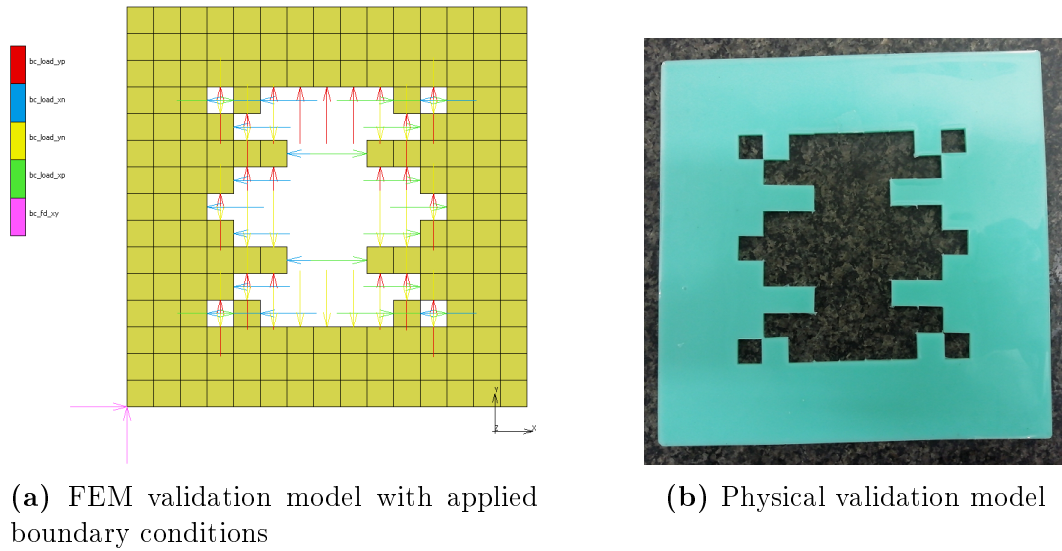 bc_load_yp
bc_load_xn
bc_load_yn
bc_load_xp
bc_fd_xy
Y
Z
X
(a) FEM validation model with applied
boundary conditions
(b) Physical validation model